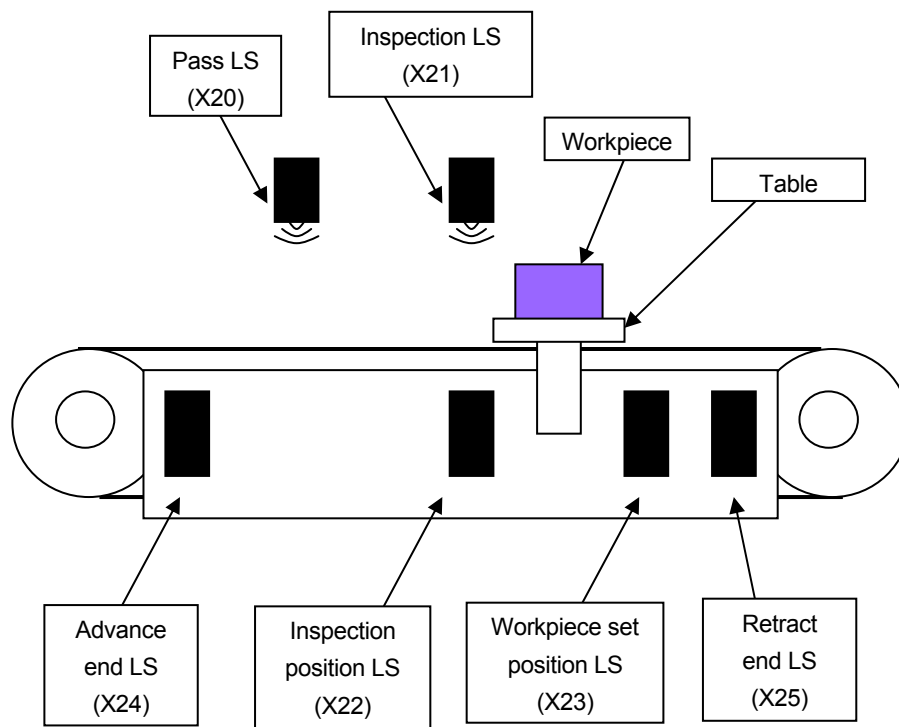 Pass LS
(X20)
Inspection LS
(X21)
Workpiece
Table
Advance
end LS
(X24)
Inspection
position LS
(X22)
Workpiece set
position LS
(X23)
Retract
end LS
(X25)